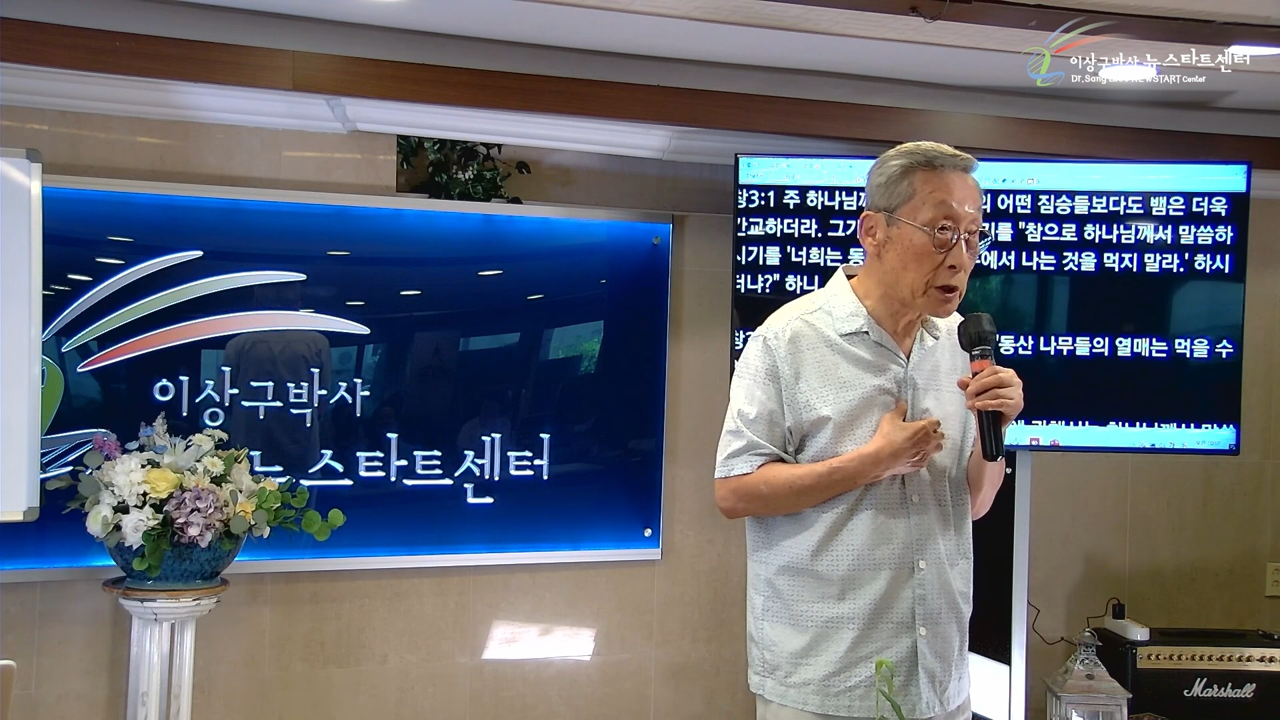 이상구박사 뉴 스타트센터
Dr. Sang NEWSTART Center
창3:1 주 하나님께 어떤 짐승들보다도 뱀은 더욱
간교하더라. 그가 "참으로 하나님께서 말씀하
시기를 '너희는 동 에서 나는 것을 먹지 말라.' 하시
더냐?" 하니
동산 나무들의 열매는 먹을 수
이상구박사
뉴 스타트센터
Marshall